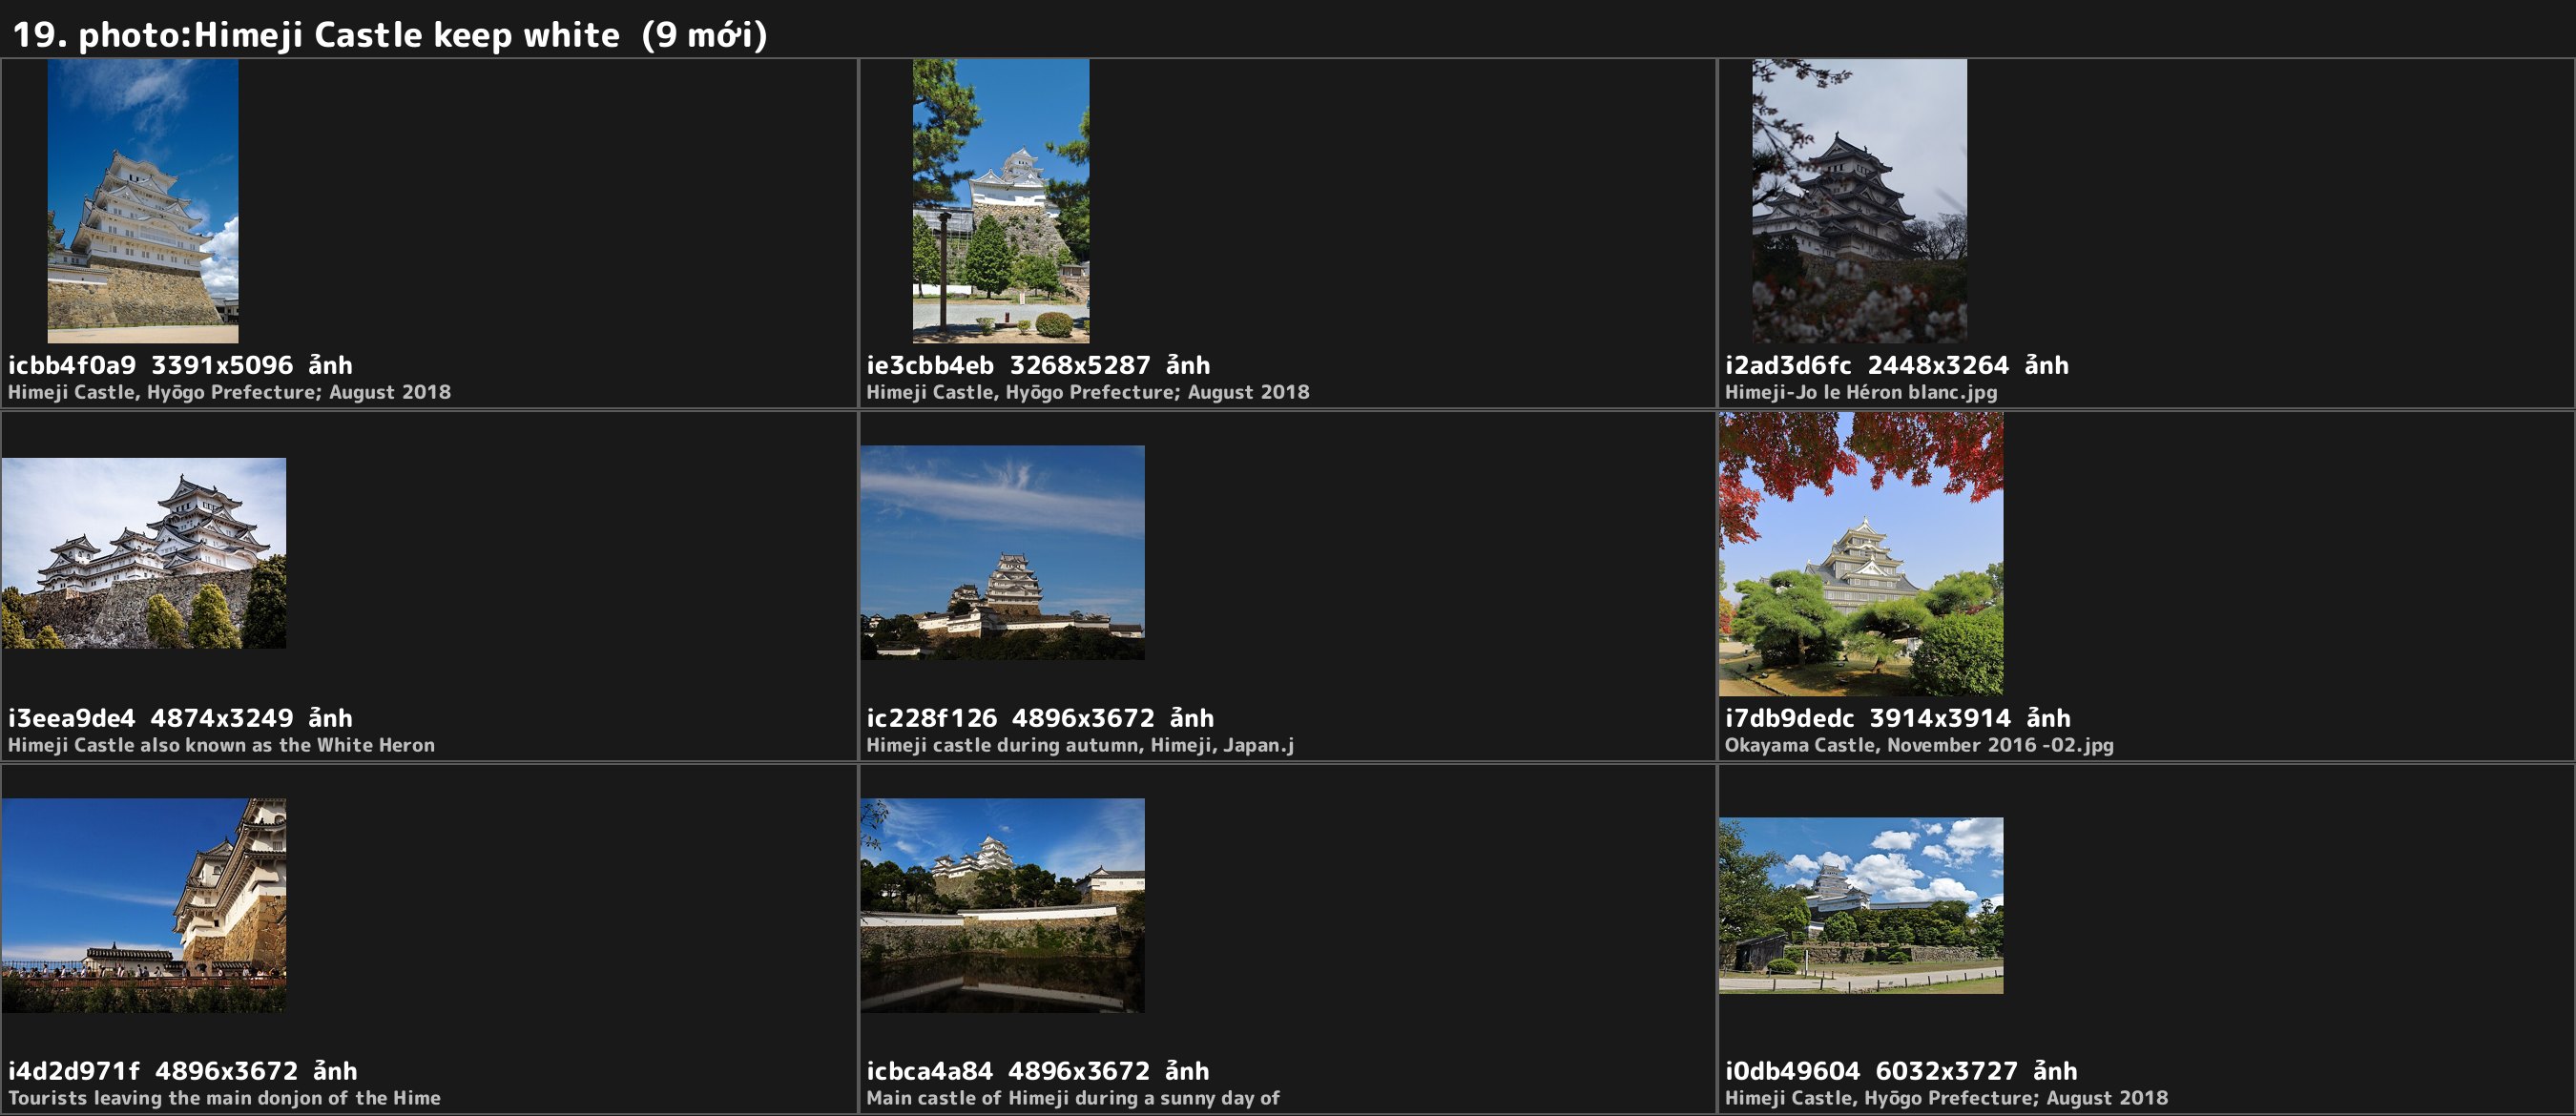 19. photo:Himeji Castle keep white (9 mới)
icbb4f0a9 3391x5096 ảnh
Himeji Castle, Hyōgo Prefecture; August 2018
ie3cbb4eb 3268x5287 ảnh
Himeji Castle, Hyōgo Prefecture; August 2018
i2ad3d6fc 2448x3264 ảnh
Himeji-Jo le Héron blanc.jpg
i3eea9de4 4874x3249 ảnh
Himeji Castle also known as the White Heron
ic228f126 4896x3672 ảnh
Himeji castle during autumn, Himeji, Japan.j
i7db9dedc 3914x3914 ảnh
Okayama Castle, November 2016 -02.jpg
i4d2d971f 4896x3672 ảnh
Tourists leaving the main donjon of the Hime
icbca4a84 4896x3672 ảnh
Main castle of Himeji during a sunny day of
i0db49604 6032x3727 ảnh
Himeji Castle, Hyōgo Prefecture; August 2018